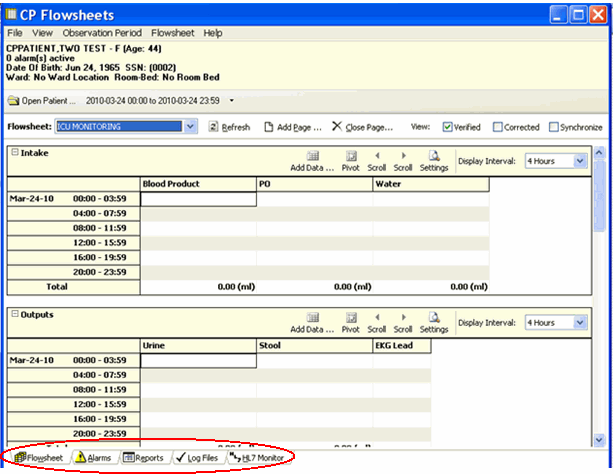 CP Flowsheets
File View Observation Period Flowsheet Help
CPPATIENT,TWO TEST - F (Age: 44)
0 alarm(s) active
Date Of Birth: Jun 24, 1965 SSN: (0002)
Ward: No Ward Location Room-Bed: No Room Bed
Open Patient ... 2010-03-24 00:00 to 2010-03-24 23:59
Flowsheet: ICU MONITORING Refresh Add Page ... Close Page... View: Verified Corrected Synchronize
Intake Add Data ... Pivot Scroll Scroll Settings Display Interval: 4 Hours
Blood Product PO Water
Mar-24-10 00:00 - 03:59
04:00 - 07:59
08:00 - 11:59
12:00 - 15:59
16:00 - 19:59
20:00 - 23:59
Total 0.00 (ml) 0.00 (ml) 0.00 (ml)
Outputs Add Data ... Pivot Scroll Scroll Settings Display Interval: 4 Hours
Urine Stool EKG Lead
Mar-24-10 00:00 - 03:59
04:00 - 07:59
08:00 - 11:59
12:00 - 15:59
16:00 - 19:59
20:00 - 23:59
Flowsheet Alarms Reports Log Files HL7 Monitor